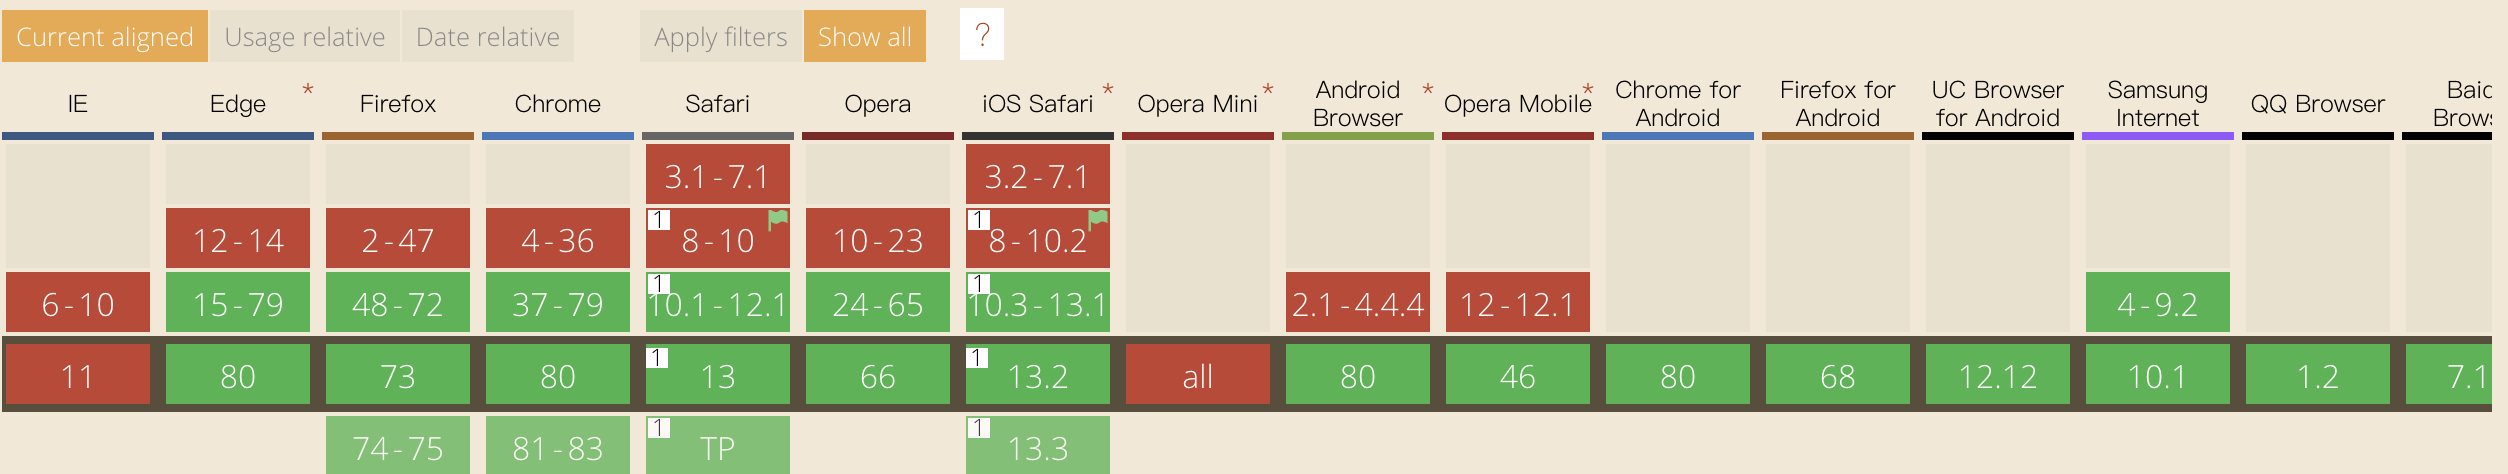 Current aligned Usage relative Date relative Apply filters Show all ?
IE Edge * Firefox Chrome Safari Opera iOS Safari * Opera Mini * Android Browser * Opera Mobile * Chrome for Android Firefox for Android UC Browser for Android Samsung Internet QQ Browser Baid Brows
3.1-7.1 3.2-7.1
12-14 2-47 4-36 1 8-10 10-23 1 8-10.2
6-10 15-79 48-72 37-79 1 10.1-12.1 24-65 1 10.3-13.1 2.1-4.4.4 12-12.1 4-9.2
11 80 73 80 1 13 66 1 13.2 all 80 46 80 68 12.12 10.1 1.2 7.1
74-75 81-83 1 TP 1 13.3